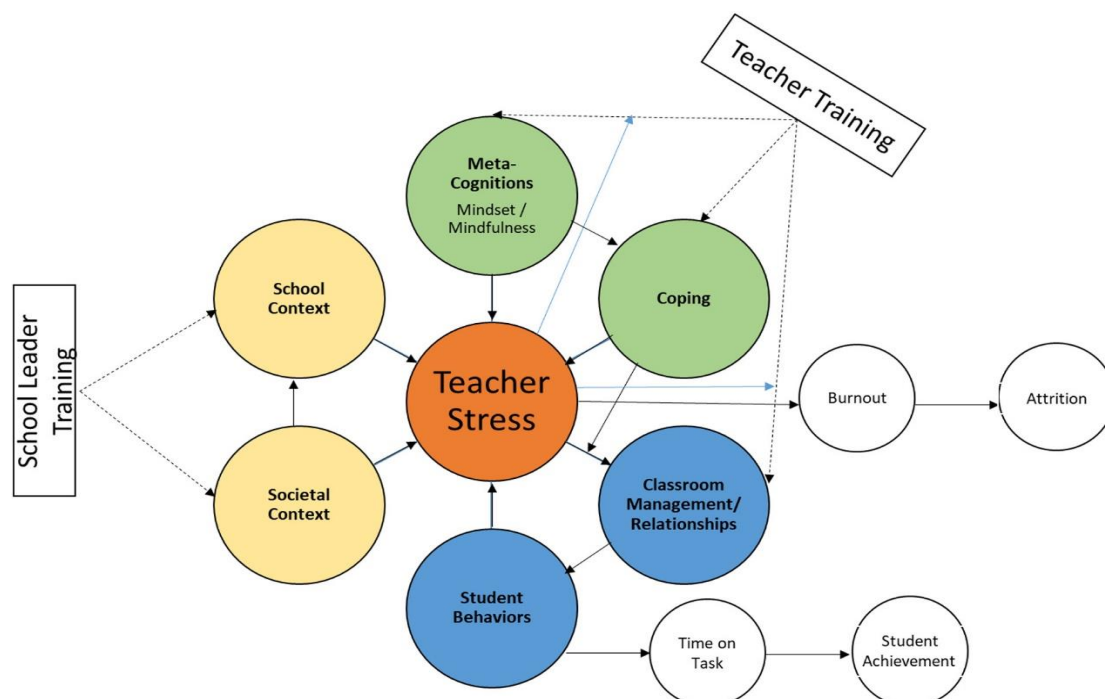 Teacher Training
Meta-
Cognitions
Mindset /
Mindfulness
School
Context
Coping
School Leader
Training
Teacher
Stress
Burnout
Attrition
Societal
Context
Classroom
Management/
Relationships
Student
Behaviors
Time on
Task
Student
Achievement